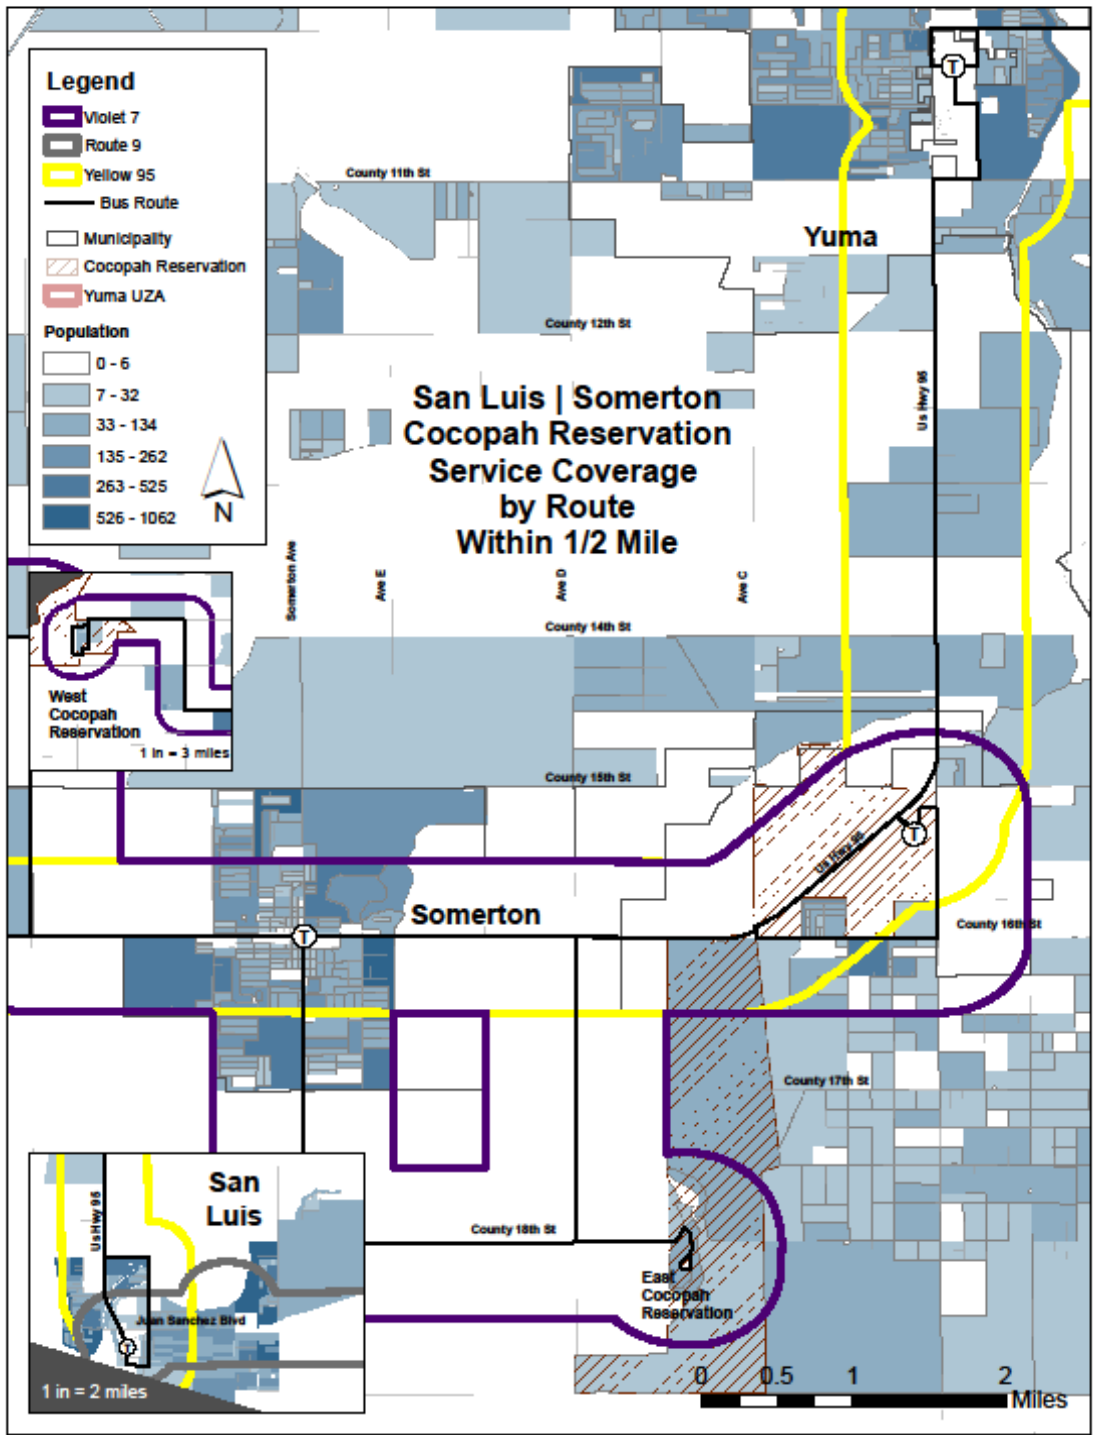 Legend
Violet 7
Route 9
Yellow 95
Bus Route
Municipality
Cocopah Reservation
Yuma UZA
Population
0 - 6
7 - 32
33 - 134
135 - 262
263 - 525
526 - 1062
N
T
County 11th St
Yuma
County 12th St
Us Hwy 95
San Luis | Somerton
Cocopah Reservation
Service Coverage
by Route
Within 1/2 Mile
Somerton Ave
Ave E
Ave D
Ave C
County 14th St
West
Cocopah
Reservation
1 in = 3 miles
County 15th St
Us Hwy 95
T
Somerton
T
County 16th St
County 17th St
San
Luis
Us Hwy 95
Juan Sanchez Blvd
T
1 in = 2 miles
County 18th St
East
Cocopah
Reservation
0 0.5 1 2
Miles